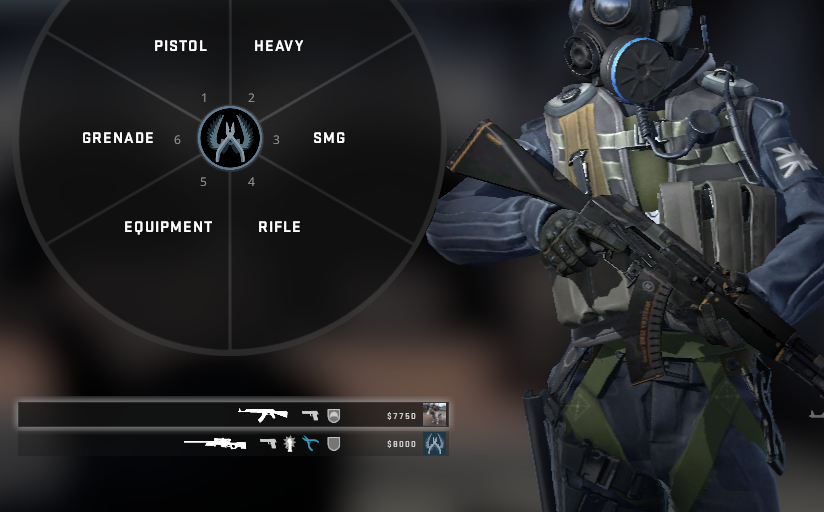 PISTOL HEAVY
1 2
GRENADE 6 3 SMG
5 4
EQUIPMENT RIFLE
$7750
$8000